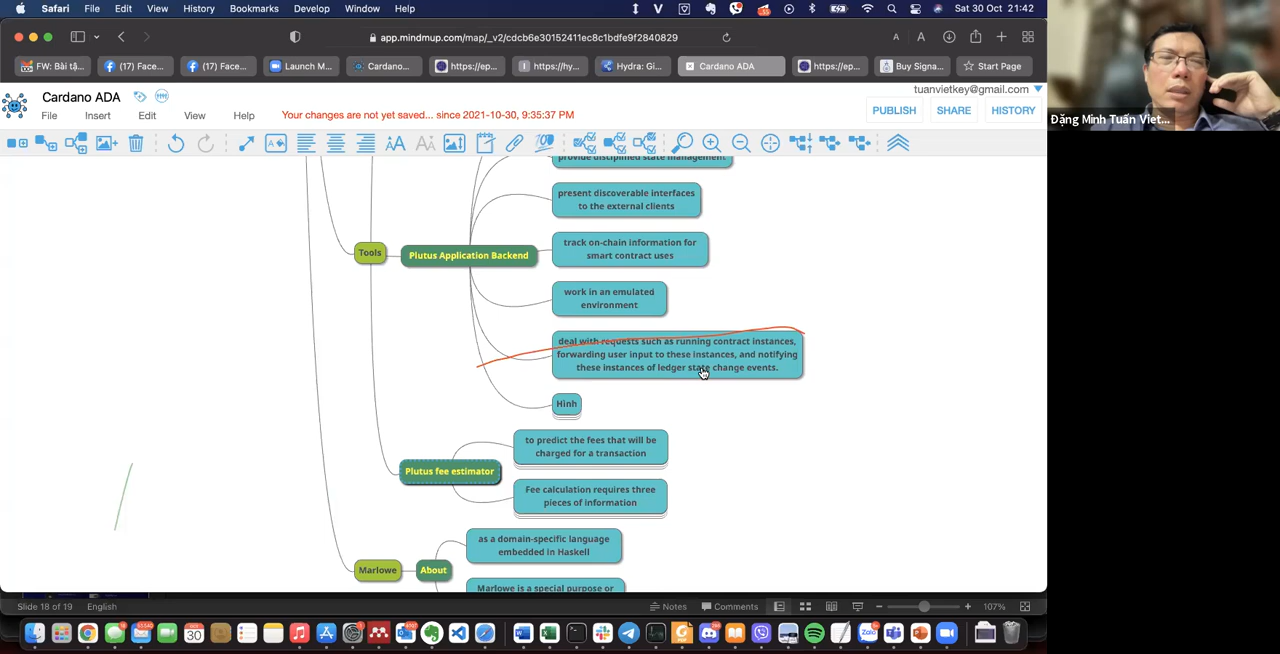 Safari File Edit View History Bookmarks Develop Window Help Sat 30 Oct 21:42
app.mindmup.com/map/_v2/cdcb6e30152411ec8c1bdfe9f2840829
FW: Bài tậ... (17) Face... (17) Face... Launch M... Cardano... https://ep... https://hy... Hydra: Gi... Cardano ADA https://ep... Buy Signa... Start Page
tuanvietkey@gmail.com
Cardano ADA
File Insert Edit View Help
Your changes are not yet saved... since 2021-10-30, 9:35:37 PM
PUBLISH SHARE HISTORY
Đặng Minh Tuấn Viet...
provide disciplined state management.
present discoverable interfaces
to the external clients
Tools
Plutus Application Backend
track on-chain information for
smart contract uses
work in an emulated
environment
deal with requests such as running contract instances,
forwarding user input to these instances, and notifying
these instances of ledger state change events.
Hình
Plutus fee estimator
to predict the fees that will be
charged for a transaction
Fee calculation requires three
pieces of information
as a domain-specific language
embedded in Haskell
Marlowe
About
Marlowe is a special purpose or
Slide 18 of 19 English Notes Comments 107%